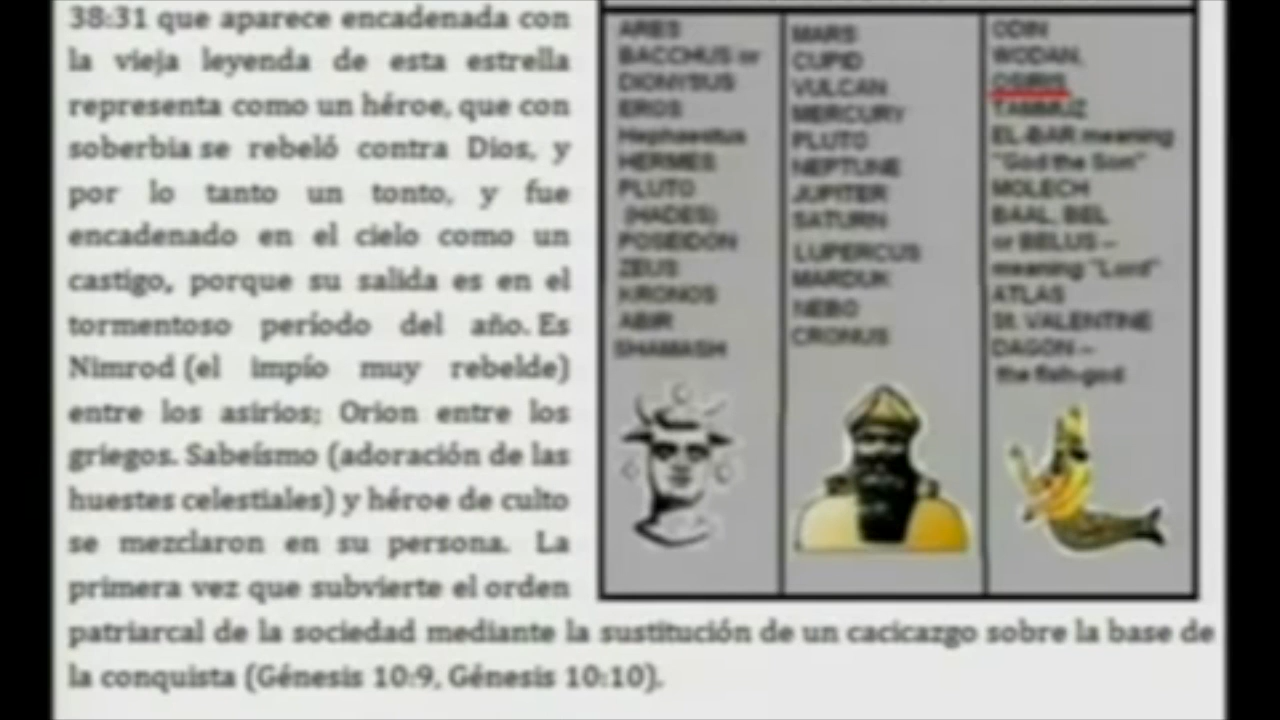 38:31 que aparece encadenada con
la vieja leyenda de esta estrella
representa como un héroe, que con
soberbia se rebeló contra Dios, y
por lo tanto un tonto, y fue
encadenado en el cielo como un
castigo, porque su salida es en el
tormentoso período del año. Es
Nimrod (el impío muy rebelde)
entre los asirios; Orion entre los
griegos. Sabeísmo (adoración de las
huestes celestiales) y héroe de culto
se mezclaron en su persona. La
primera vez que subvierte el orden
patriarcal de la sociedad mediante la sustitución de un cacicazgo sobre la base de
la conquista (Génesis 10:9, Génesis 10:10).
ARES
BACCHUS or
DIONYSUS
EROS
Hephaestus
HERMES
PLUTO
(HADES)
POSEIDON
ZEUS
KRONOS
ABIR
SHAMASH
MARS
CUPID
VULCAN
MERCURY
PLUTO
NEPTUNE
JUPITER
SATURN
LUPERCUS
MARDUK
NEBO
CRONUS
ODIN
WODAN,
OSIRIS,
TAMMUZ
EL-BAR meaning
"God the Son"
MOLECH
BAAL, BEL
or BELUS –
meaning "Lord"
ATLAS
St. VALENTINE
DAGON –
the fish-god